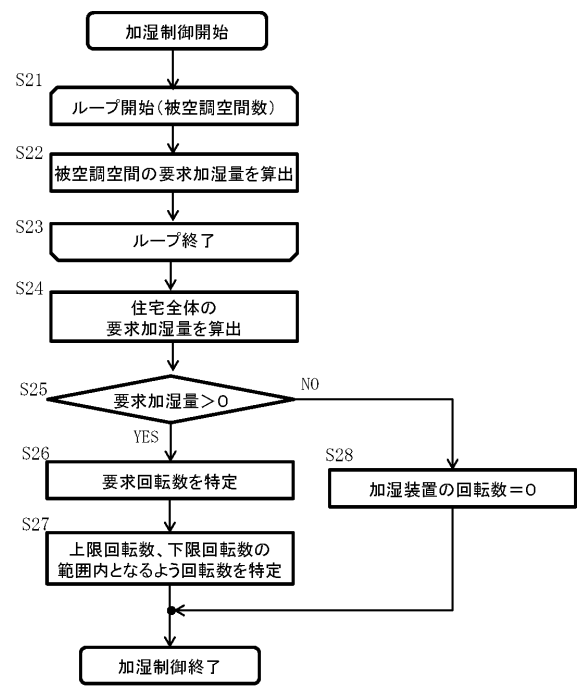 加湿制御開始
S21
ループ開始（被空調空間数）
S22
被空調空間の要求加湿量を算出
S23
ループ終了
S24
住宅全体の
要求加湿量を算出
S25
要求加湿量＞０
NO
YES
S26
要求回転数を特定
S28
加湿装置の回転数＝０
S27
上限回転数、下限回転数の
範囲内となるよう回転数を特定
加湿制御終了